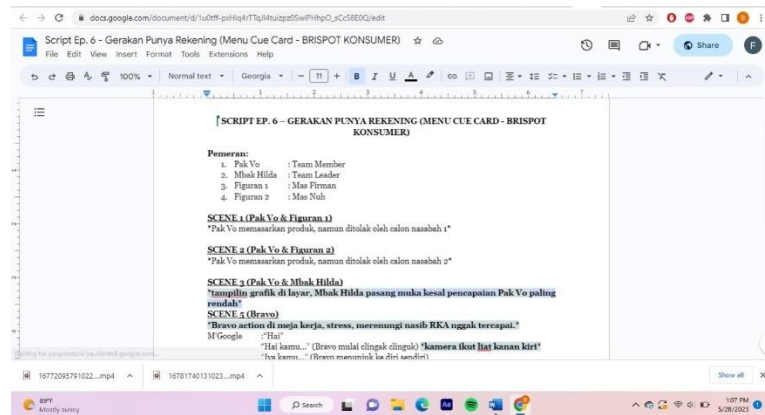 docs.google.com/document/d/
Script Ep. 6 - Gerakan Punya Rekening (Menu Cue Card - BRISPOT KONSUMER)
Share
F
File Edit View Insert Format Tools Extensions Help
100% Normal text Georgia 11 B I U A
SCRIPT EP. 6 – GERAKAN PUNYA REKENING (MENU CUE CARD - BRISPOT
KONSUMER)
Pemeran:
1. Pak Vo : Team Member
2. Mbak Hilda : Team Leader
3. Figuran 1 : Mas Firman
4. Figuran 2 : Mas Nuh
SCENE 1 (Pak Vo & Figuran 1)
*Pak Vo memasarkan produk, namun ditolak oleh calon nasabah 1*
SCENE 2 (Pak Vo & Figuran 2)
*Pak Vo memasarkan produk, namun ditolak oleh calon nasabah 2*
SCENE 3 (Pak Vo & Mbak Hilda)
*tampilin grafik di layar, Mbak Hilda pasang muka kesal pencapaian Pak Vo paling
rendah*
SCENE 5 (Bravo)
*Bravo action di meja kerja, stress, merenungi nasib RKA nggak tercapai.*
M'Google :"Hai"
"Hai kamu..." (Bravo mulai clingak clinguk) *kamera ikut liat kanan kiri*
"Iya kamu..." (Bravo menunjuk ke diri sendiri)
16772095791022....mp4
16781740131023....mp4
Show all
89°F
Mostly sunny
Search
1:07 PM
5/28/2023